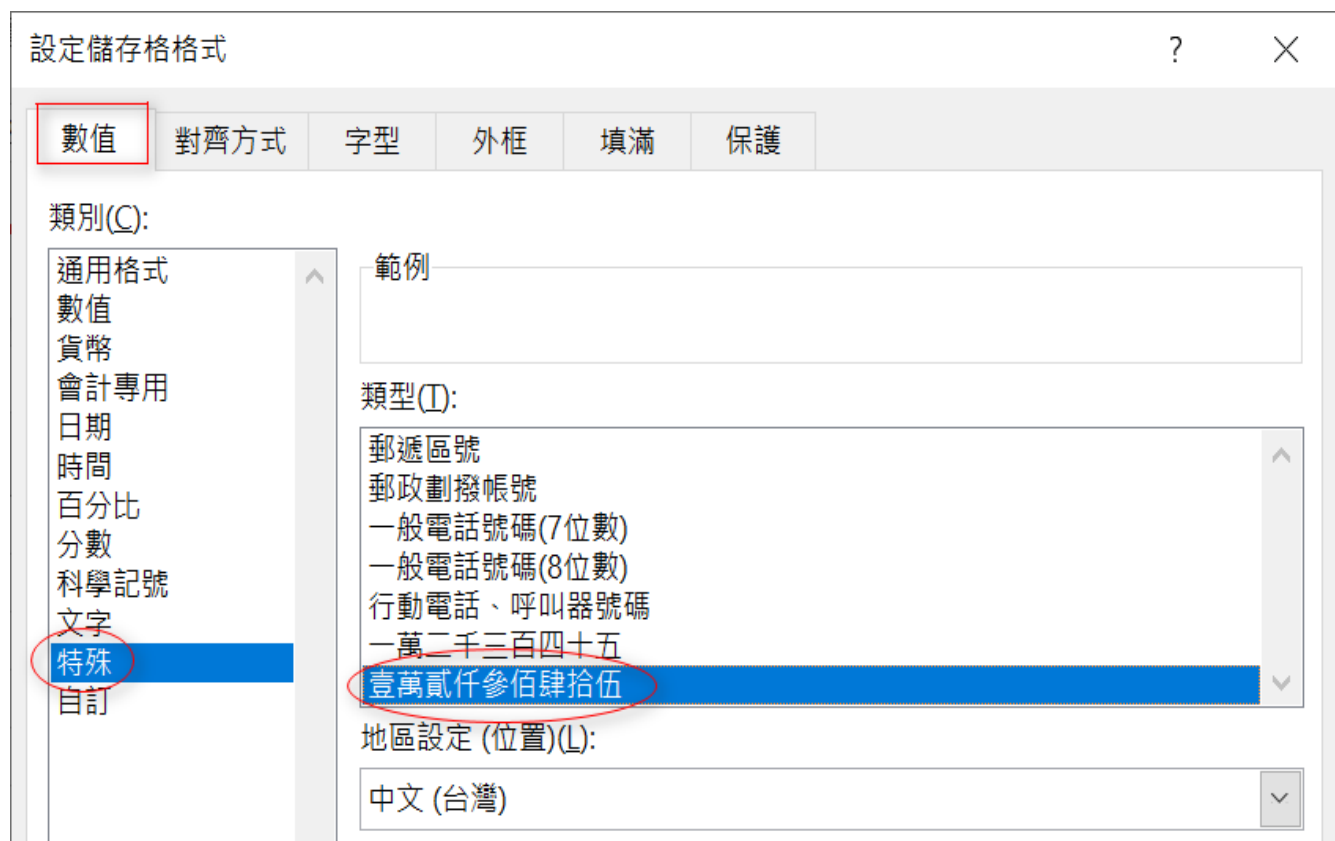 設定儲存格格式 ?
數值 對齊方式 字型 外框 填滿 保護
類別(C):
通用格式
數值
貨幣
會計專用
日期
時間
百分比
分數
科學記號
文字
特殊
自訂
範例
類型(T):
郵遞區號
郵政劃撥帳號
一般電話號碼(7位數)
一般電話號碼(8位數)
行動電話、呼叫器號碼
一萬二千三百四十五
壹萬貳仟參佰肆拾伍
地區設定 (位置)(L):
中文 (台灣)